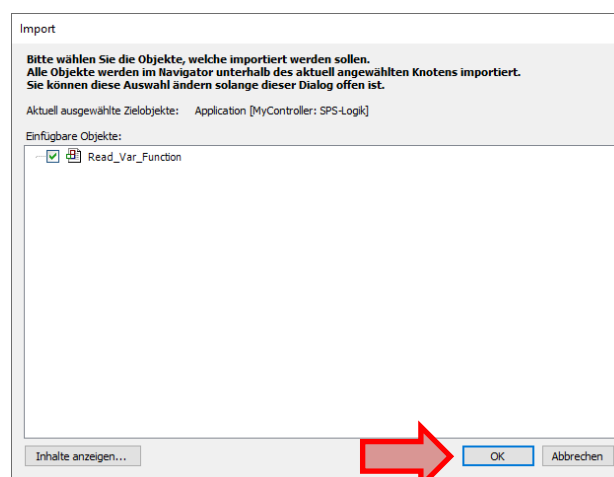 Import
Bitte wählen Sie die Objekte, welche importiert werden sollen.
Alle Objekte werden im Navigator unterhalb des aktuell angewählten Knotens importiert.
Sie können diese Auswahl ändern solange dieser Dialog offen ist.
Aktuell ausgewählte Zielobjekte: Application [MyController: SPS-Logik]
Einfügbare Objekte:
Read_Var_Function
Inhalte anzeigen... OK Abbrechen